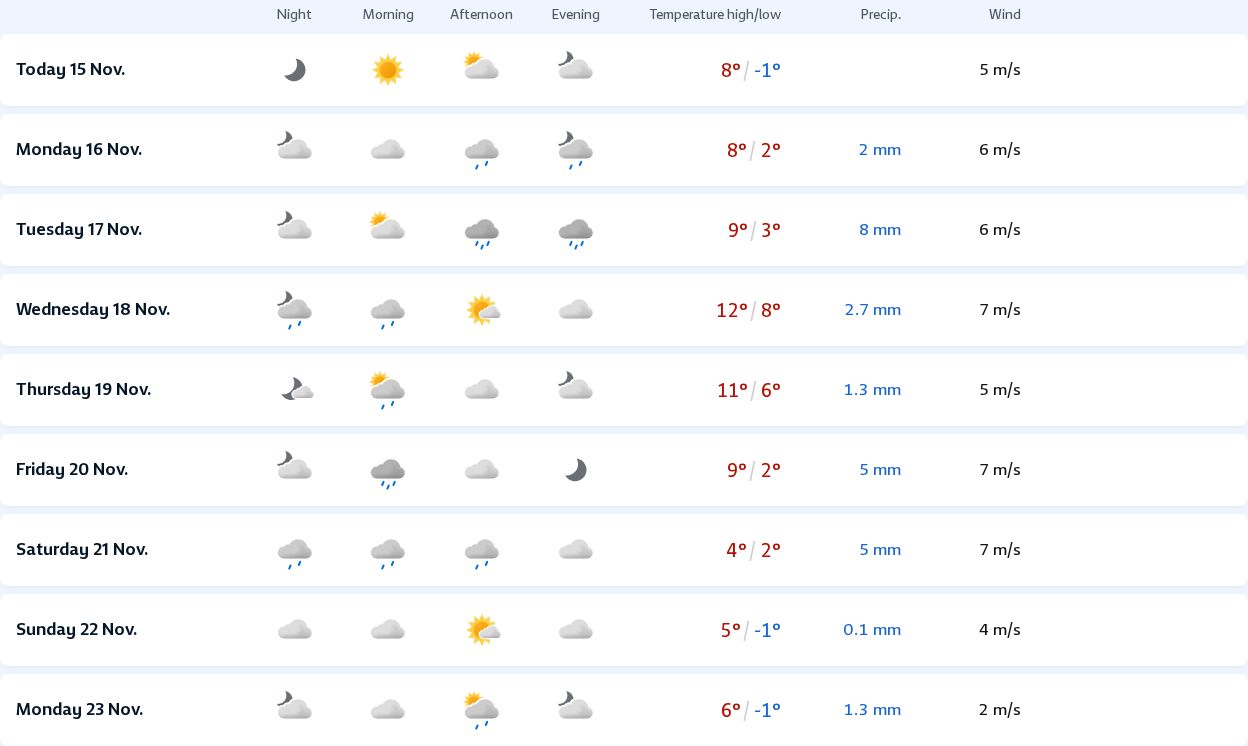 Night Morning Afternoon Evening Temperature high/low Precip. Wind
Today 15 Nov. 8°/-1° 5 m/s
Monday 16 Nov. 8°/2° 2 mm 6 m/s
Tuesday 17 Nov. 9°/3° 8 mm 6 m/s
Wednesday 18 Nov. 12°/8° 2.7 mm 7 m/s
Thursday 19 Nov. 11°/6° 1.3 mm 5 m/s
Friday 20 Nov. 9°/2° 5 mm 7 m/s
Saturday 21 Nov. 4°/2° 5 mm 7 m/s
Sunday 22 Nov. 5°/-1° 0.1 mm 4 m/s
Monday 23 Nov. 6°/-1° 1.3 mm 2 m/s